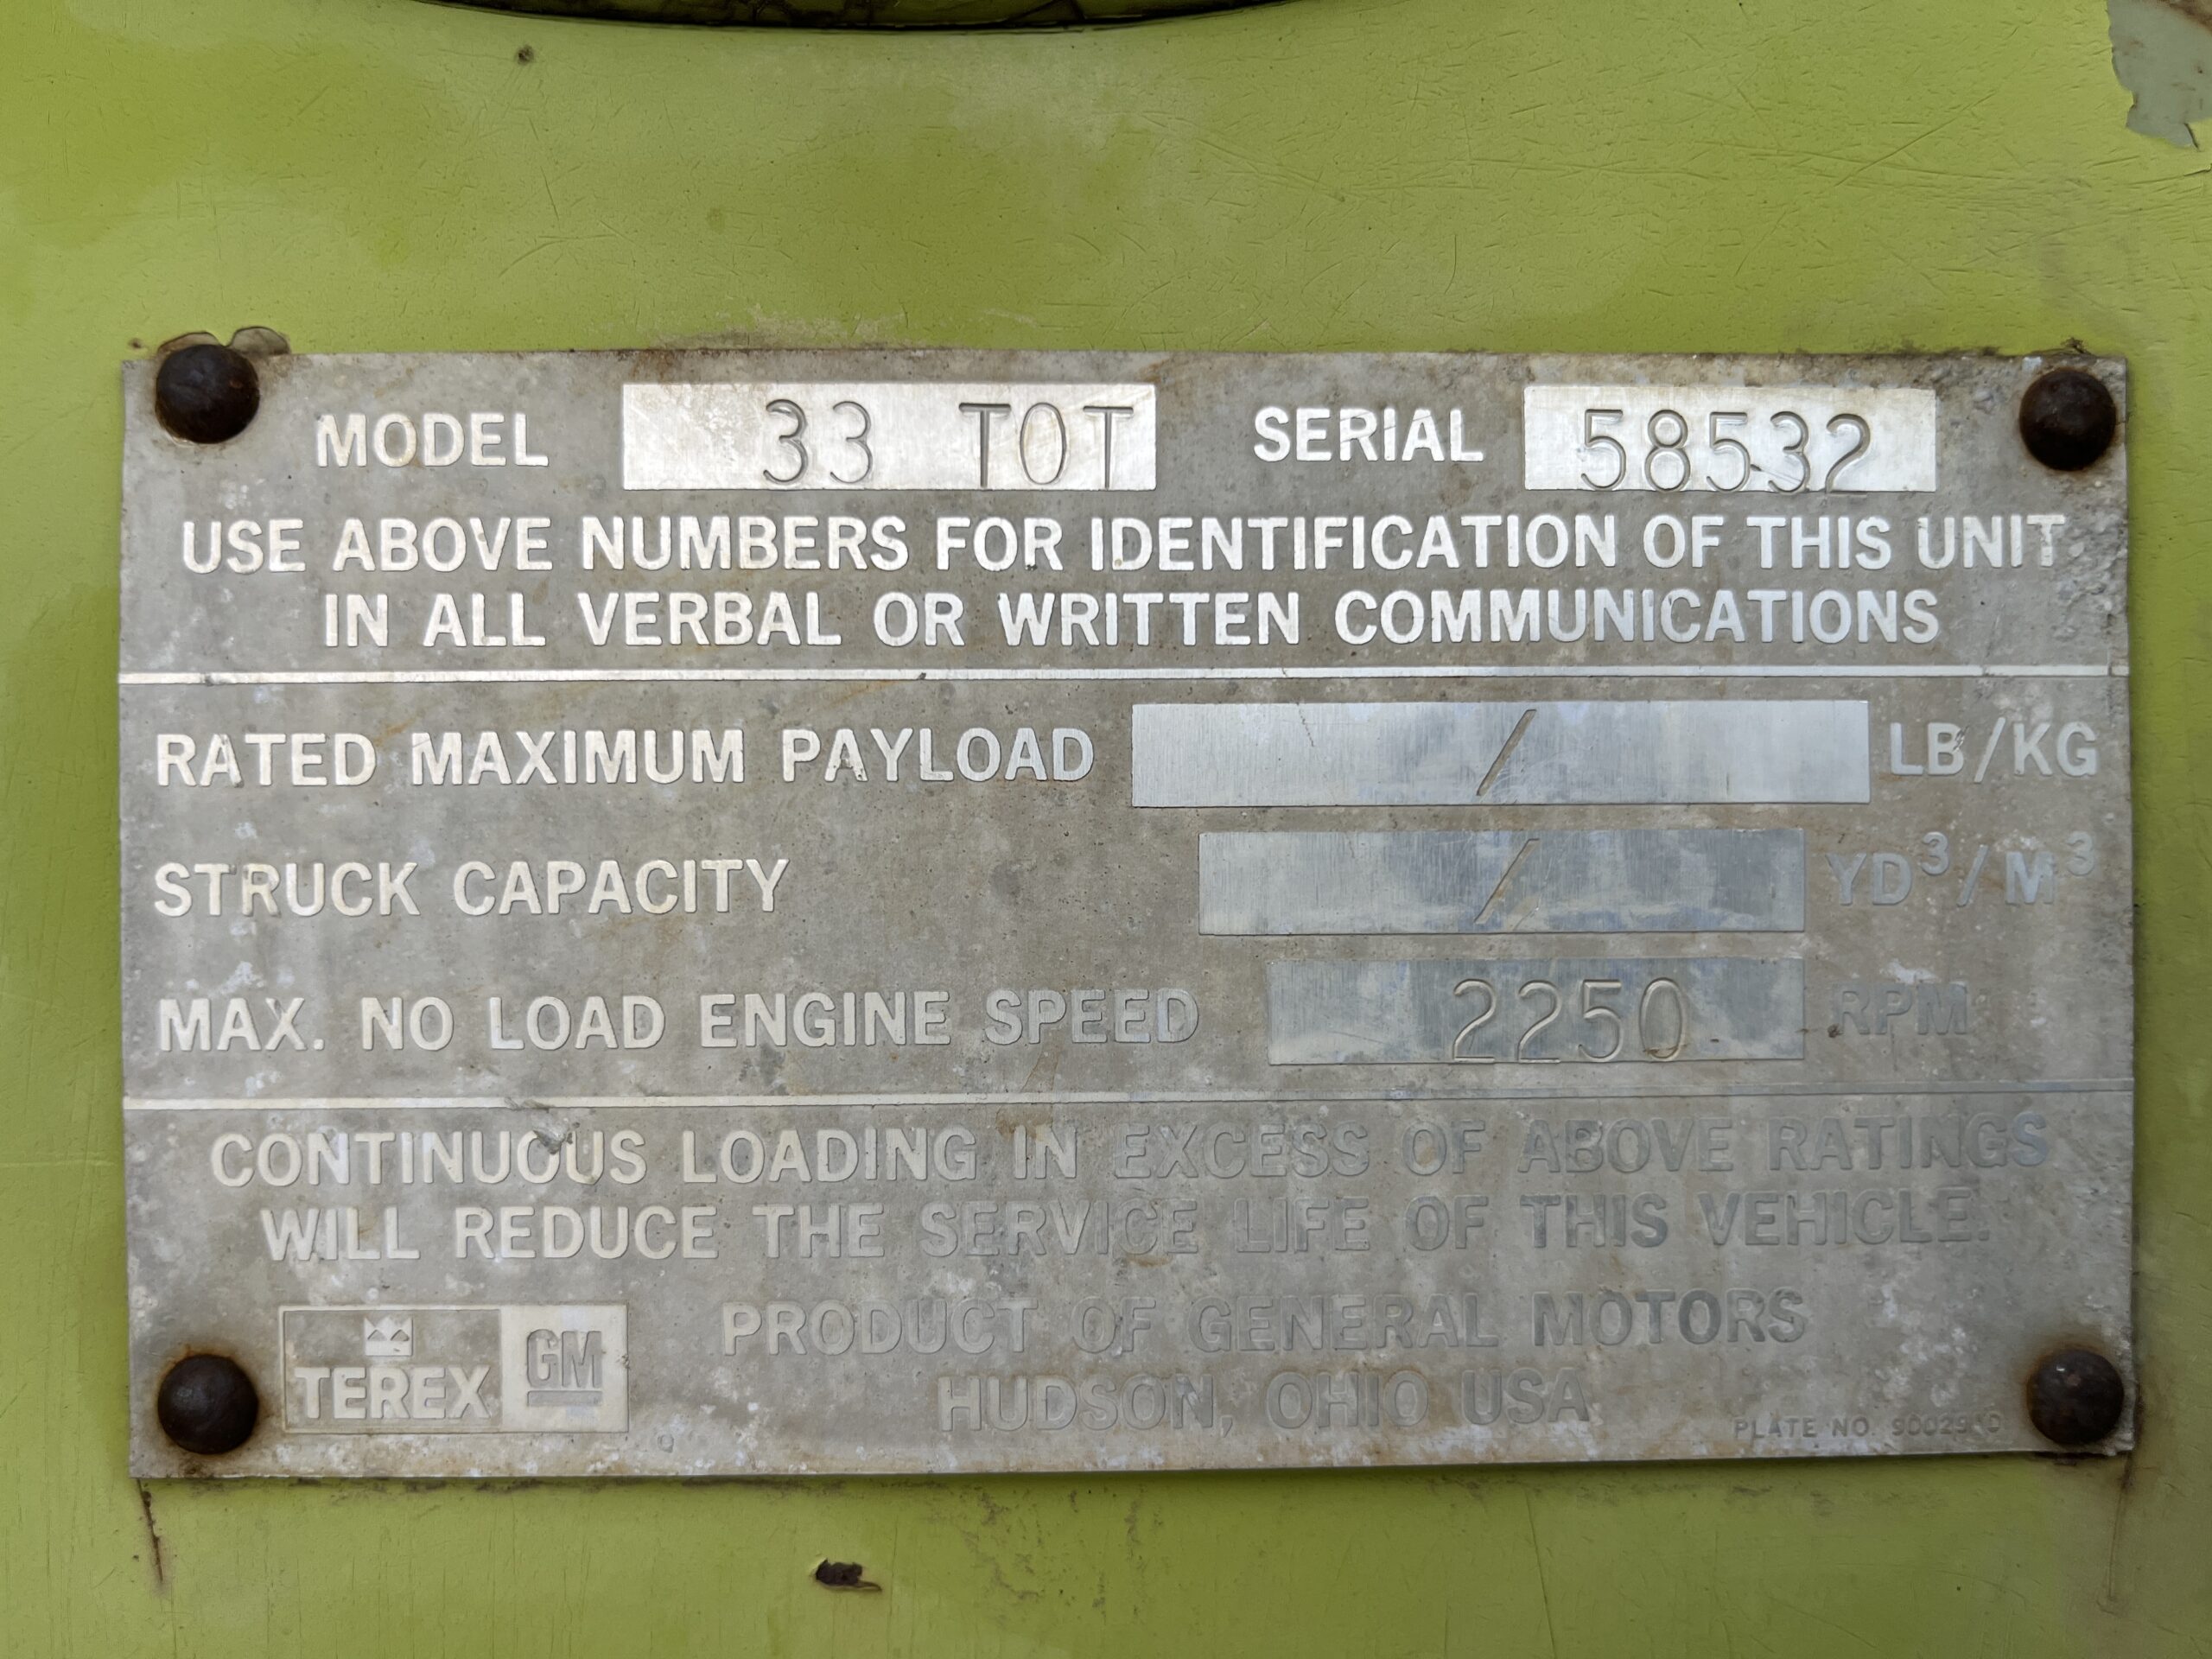 MODEL 33 TOT SERIAL 58532
USE ABOVE NUMBERS FOR IDENTIFICATION OF THIS UNIT
IN ALL VERBAL OR WRITTEN COMMUNICATIONS
RATED MAXIMUM PAYLOAD / LB/KG
STRUCK CAPACITY / YD³/M³
MAX. NO LOAD ENGINE SPEED 2250 RPM
CONTINUOUS LOADING IN EXCESS OF ABOVE RATINGS
WILL REDUCE THE SERVICE LIFE OF THIS VEHICLE.
TEREX GM PRODUCT OF GENERAL MOTORS
HUDSON, OHIO USA
PLATE NO.